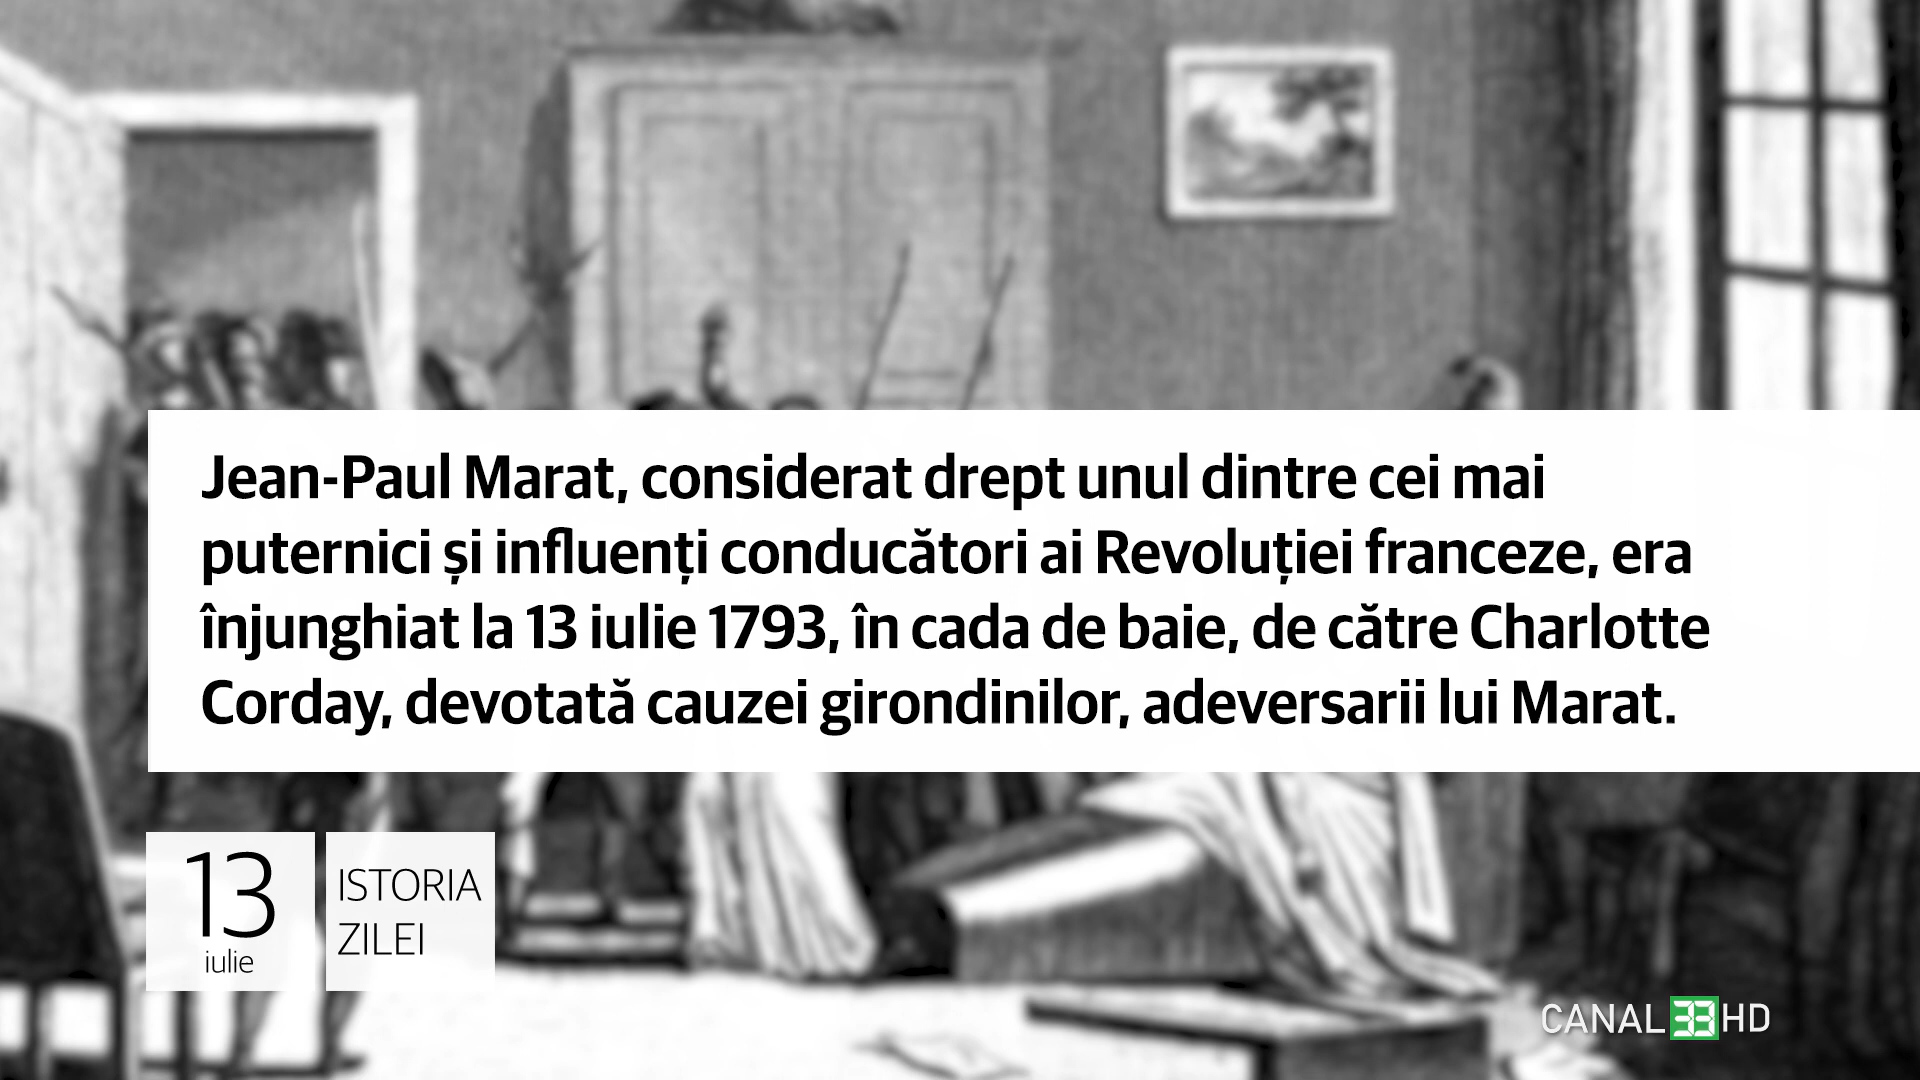 Jean-Paul Marat, considerat drept unul dintre cei mai
puternici și influenți conducători ai Revoluției franceze, era
înjunghiat la 13 iulie 1793, în cada de baie, de către Charlotte
Corday, devotată cauzei girondinilor, adeversarii lui Marat.
13
iulie
ISTORIA
ZILEI
CANAL 33 HD